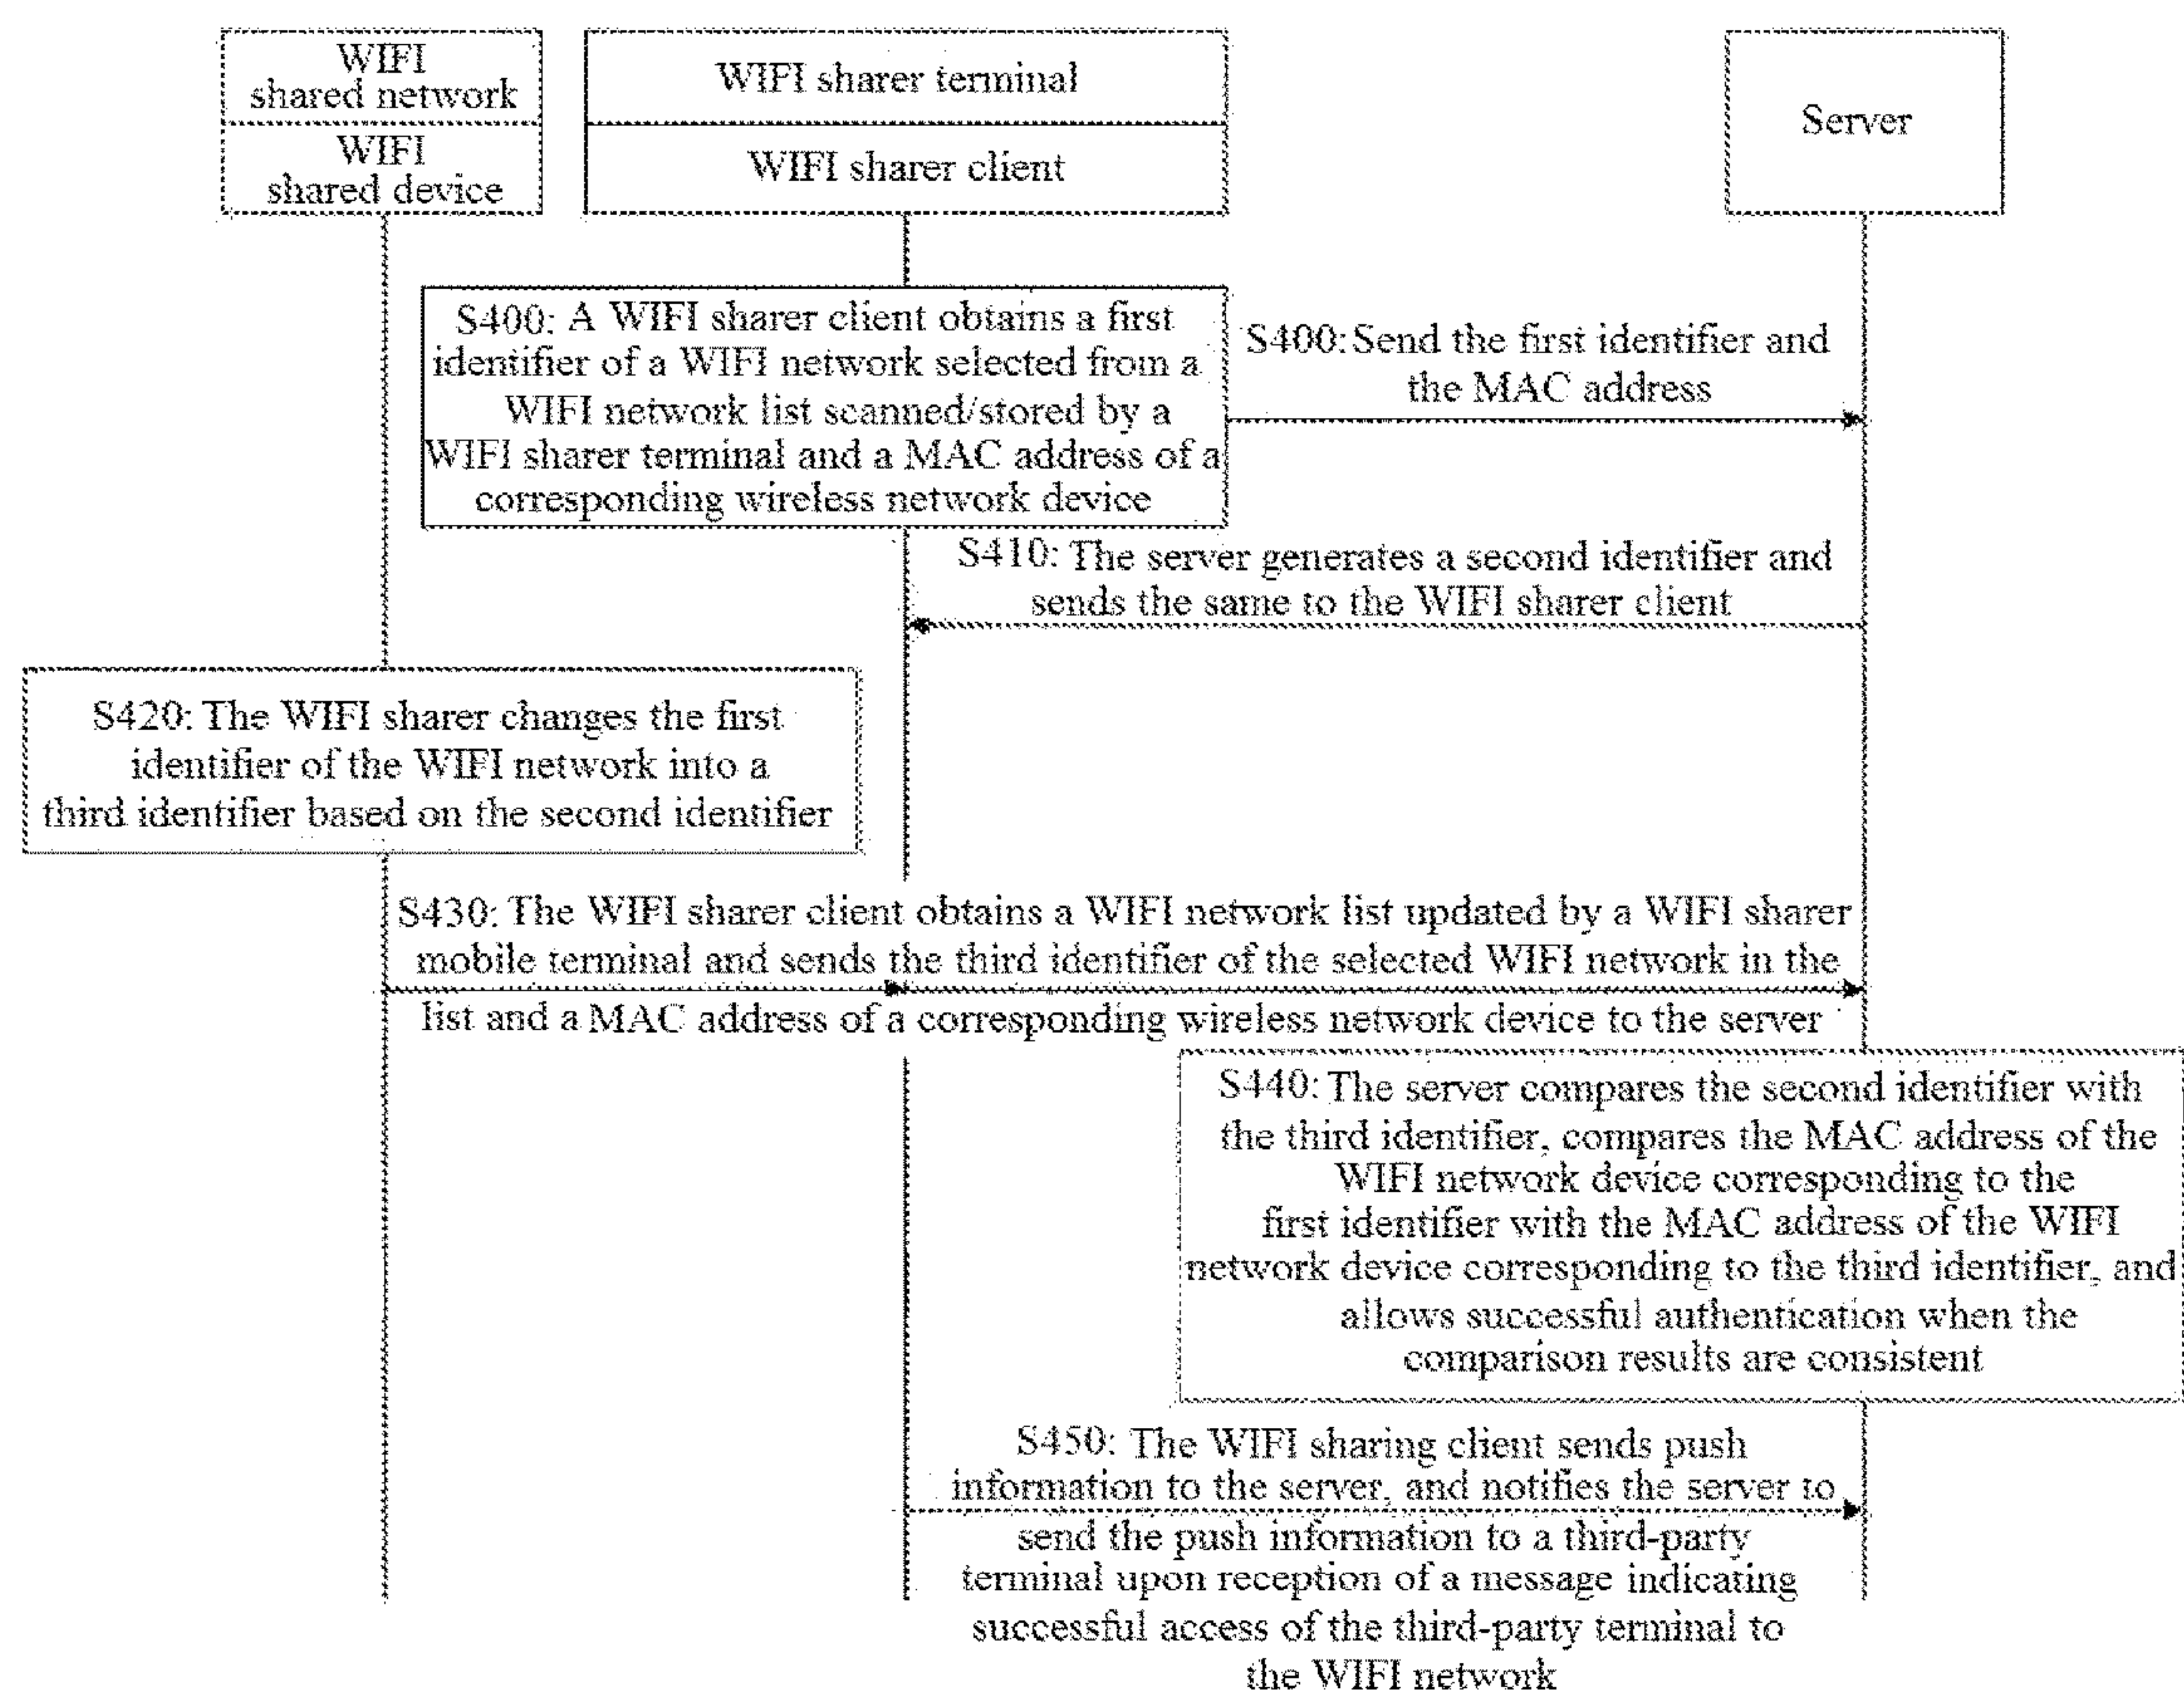 WIFI
shared network
WIFI
shared device
WIFI sharer terminal
WIFI sharer client
Server
S400: A WIFI sharer client obtains a first
identifier of a WIFI network selected from a
WIFI network list scanned/stored by a
WIFI sharer terminal and a MAC address of a
corresponding wireless network device
S400: Send the first identifier and
the MAC address
S410: The server generates a second identifier and
sends the same to the WIFI sharer client
S420: The WIFI sharer changes the first
identifier of the WIFI network into a
third identifier based on the second identifier
S430: The WIFI sharer client obtains a WIFI network list updated by a WIFI sharer
mobile terminal and sends the third identifier of the selected WIFI network in the
list and a MAC address of a corresponding wireless network device to the server
S440: The server compares the second identifier with
the third identifier, compares the MAC address of the
WIFI network device corresponding to the
first identifier with the MAC address of the WIFI
network device corresponding to the third identifier, and
allows successful authentication when the
comparison results are consistent
S450: The WIFI sharing client sends push
information to the server, and notifies the server to
send the push information to a third-party
terminal upon reception of a message indicating
successful access of the third-party terminal to
the WIFI network